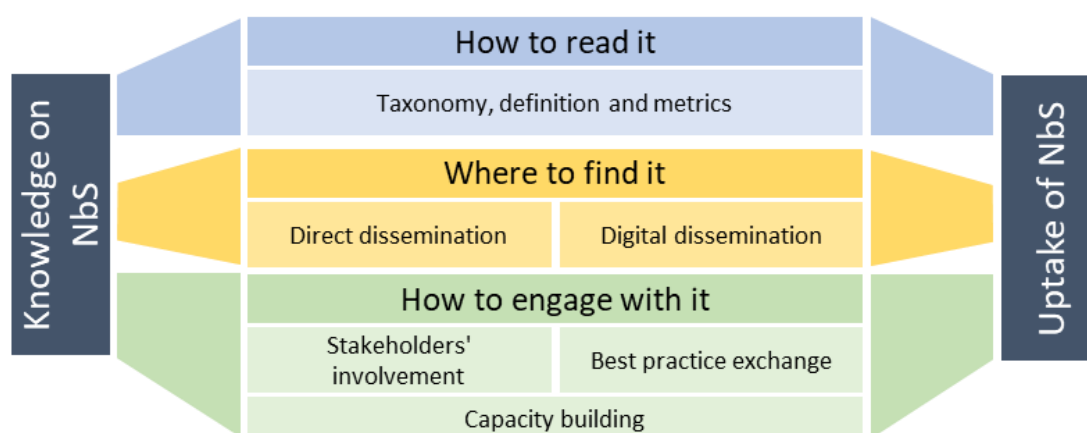 Knowledge on
NbS
How to read it
Taxonomy, definition and metrics
Where to find it
Direct dissemination
Digital dissemination
How to engage with it
Stakeholders'
involvement
Best practice exchange
Capacity building
Uptake of NbS